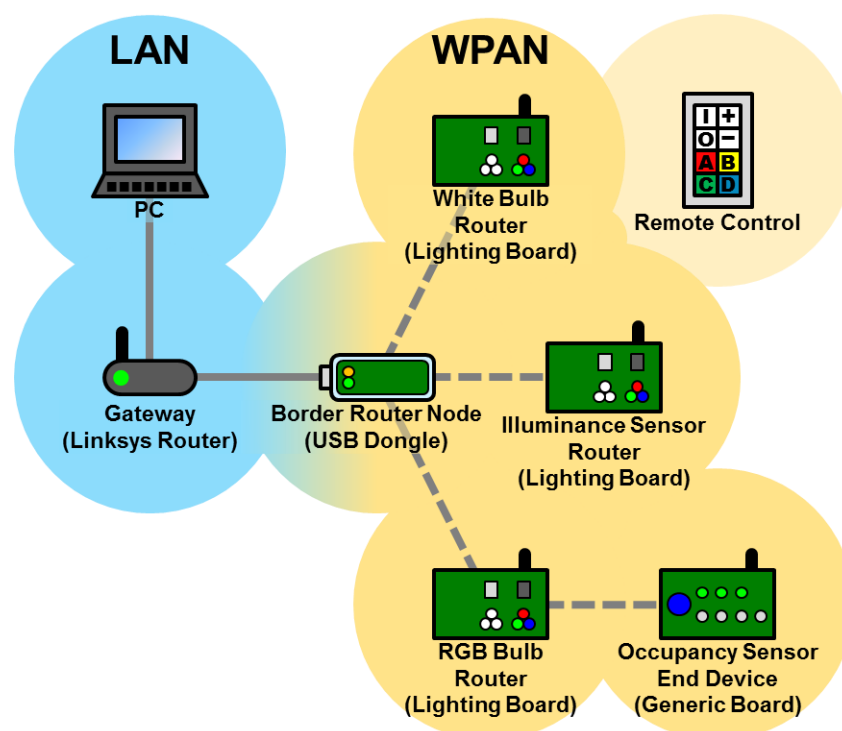 LAN
WPAN
PC
White Bulb
Router
(Lighting Board)
I +
O −
A B
C D
Remote Control
Gateway
(Linksys Router)
Border Router Node
(USB Dongle)
Illuminance Sensor
Router
(Lighting Board)
RGB Bulb
Router
(Lighting Board)
Occupancy Sensor
End Device
(Generic Board)